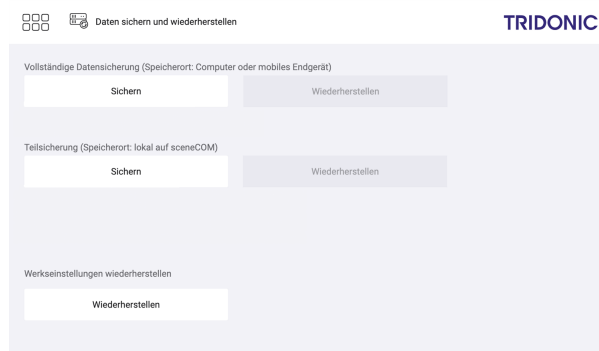 Daten sichern und wiederherstellen
TRIDONIC
Vollständige Datensicherung (Speicherort: Computer oder mobiles Endgerät)
Sichern
Wiederherstellen
Teilsicherung (Speicherort: lokal auf sceneCOM)
Sichern
Wiederherstellen
Werkseinstellungen wiederherstellen
Wiederherstellen